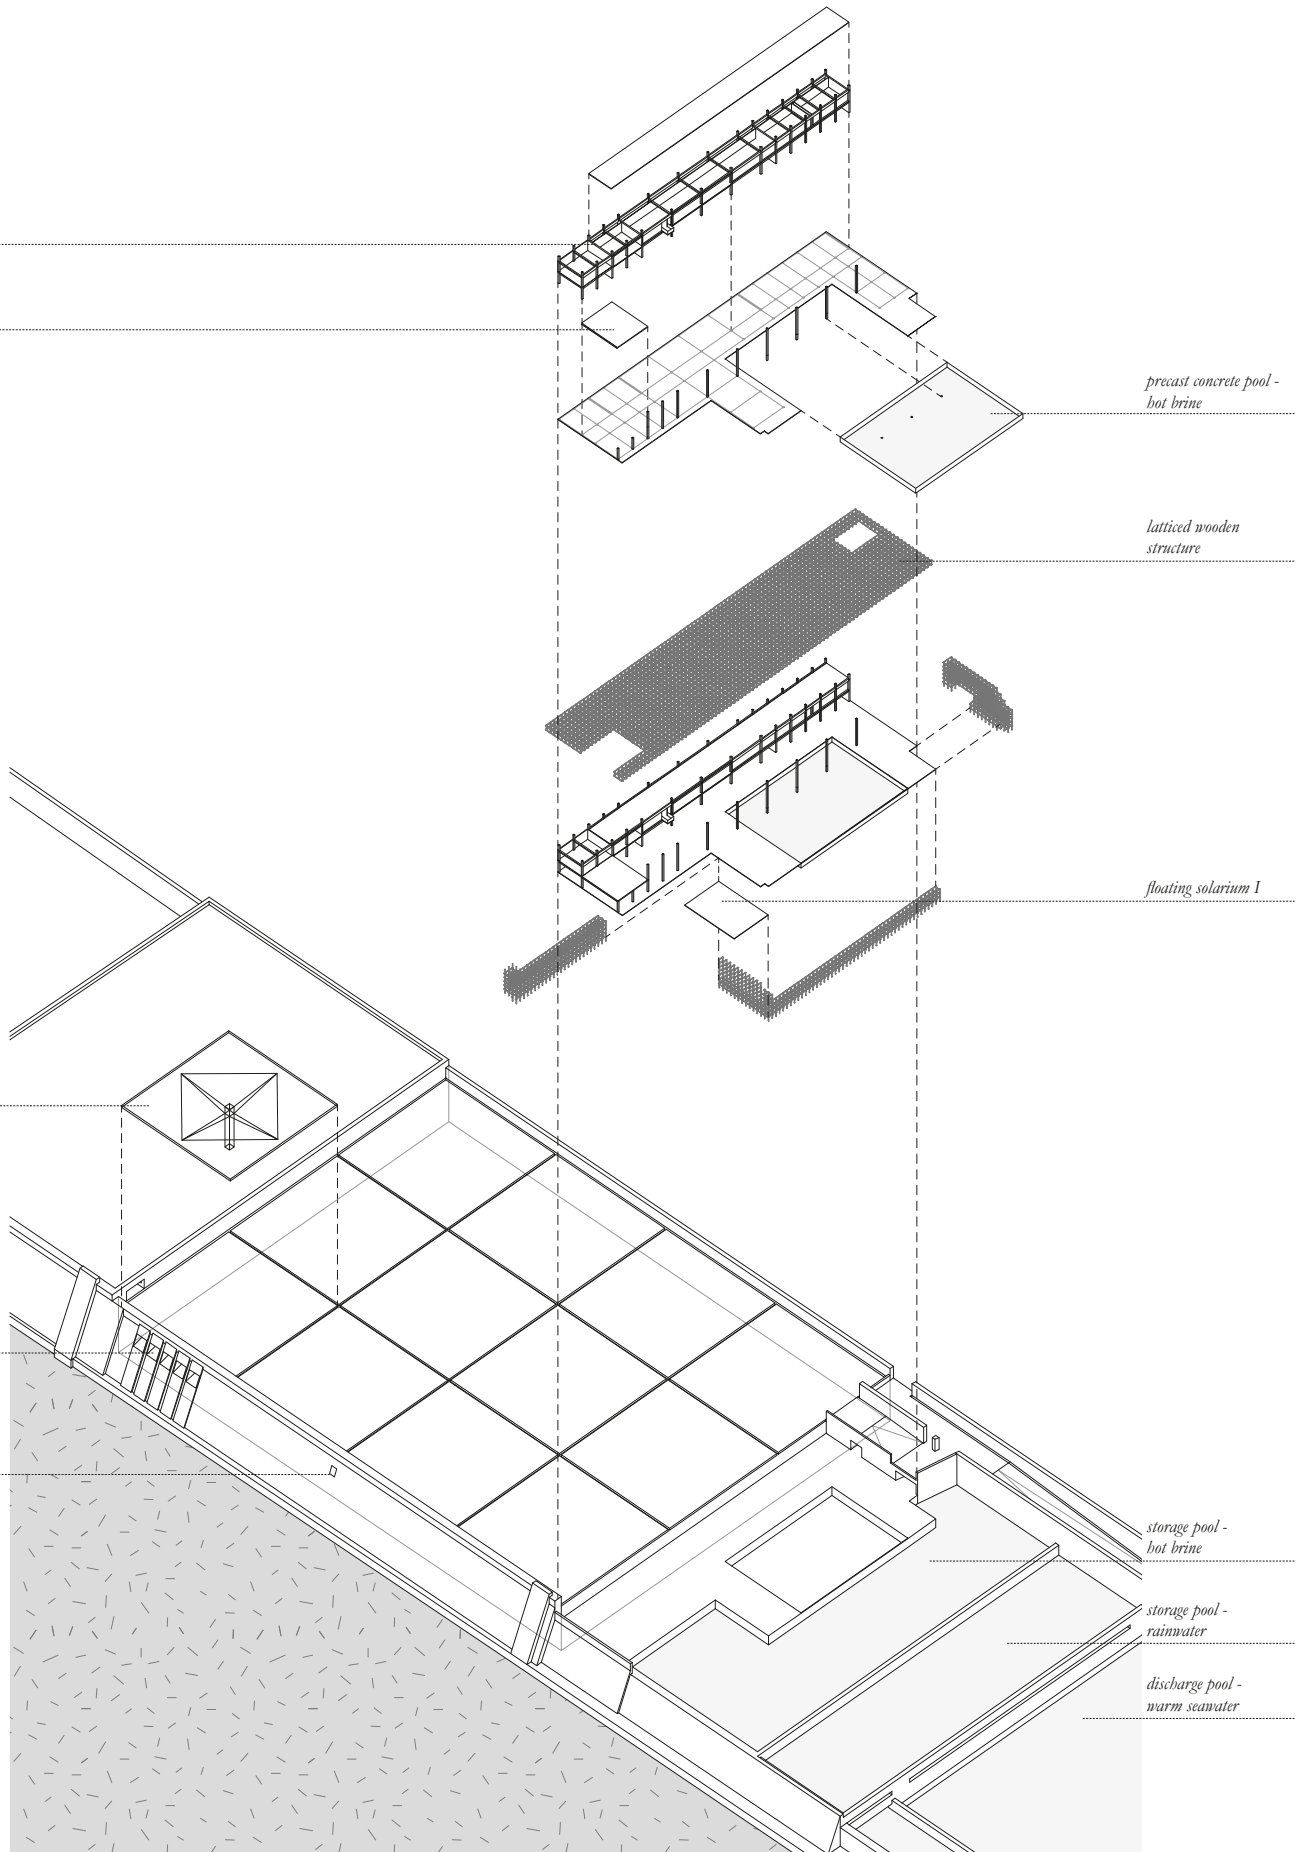 precast concrete pool -
hot brine
latticed wooden
structure
floating solarium I
storage pool -
hot brine
storage pool -
rainwater
discharge pool -
warm seawater